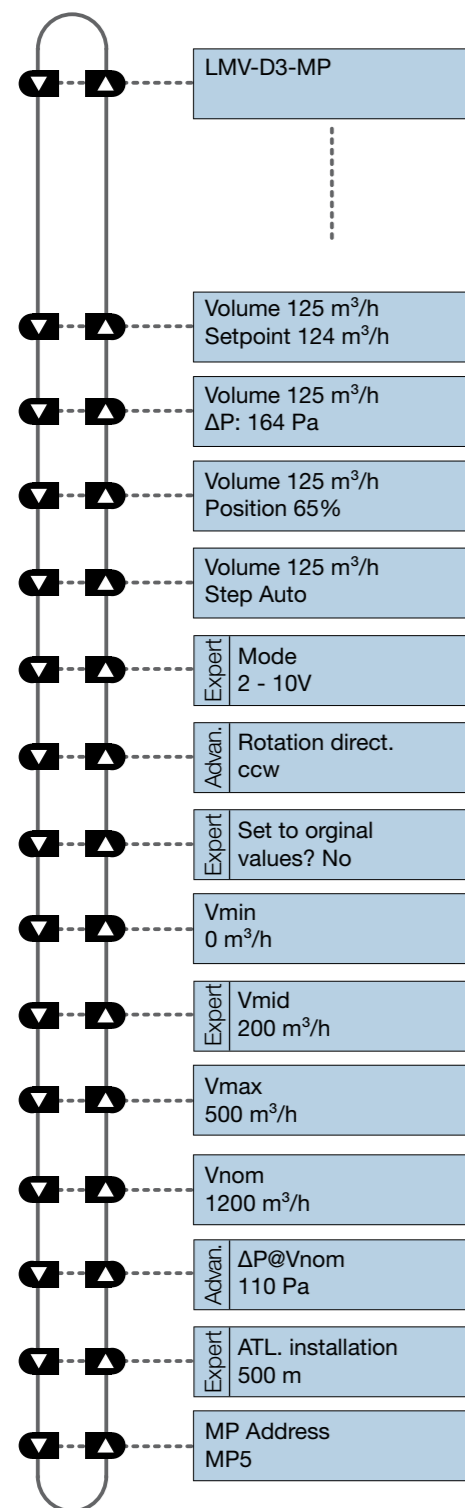 LMV-D3-MP
Volume 125 m³/h
Setpoint 124 m³/h
Volume 125 m³/h
ΔP: 164 Pa
Volume 125 m³/h
Position 65%
Volume 125 m³/h
Step Auto
Expert
Mode
2 - 10V
Advan.
Rotation direct.
ccw
Expert
Set to orginal
values? No
Vmin
0 m³/h
Expert
Vmid
200 m³/h
Vmax
500 m³/h
Vnom
1200 m³/h
Advan.
ΔP@Vnom
110 Pa
Expert
ATL. installation
500 m
MP Address
MP5